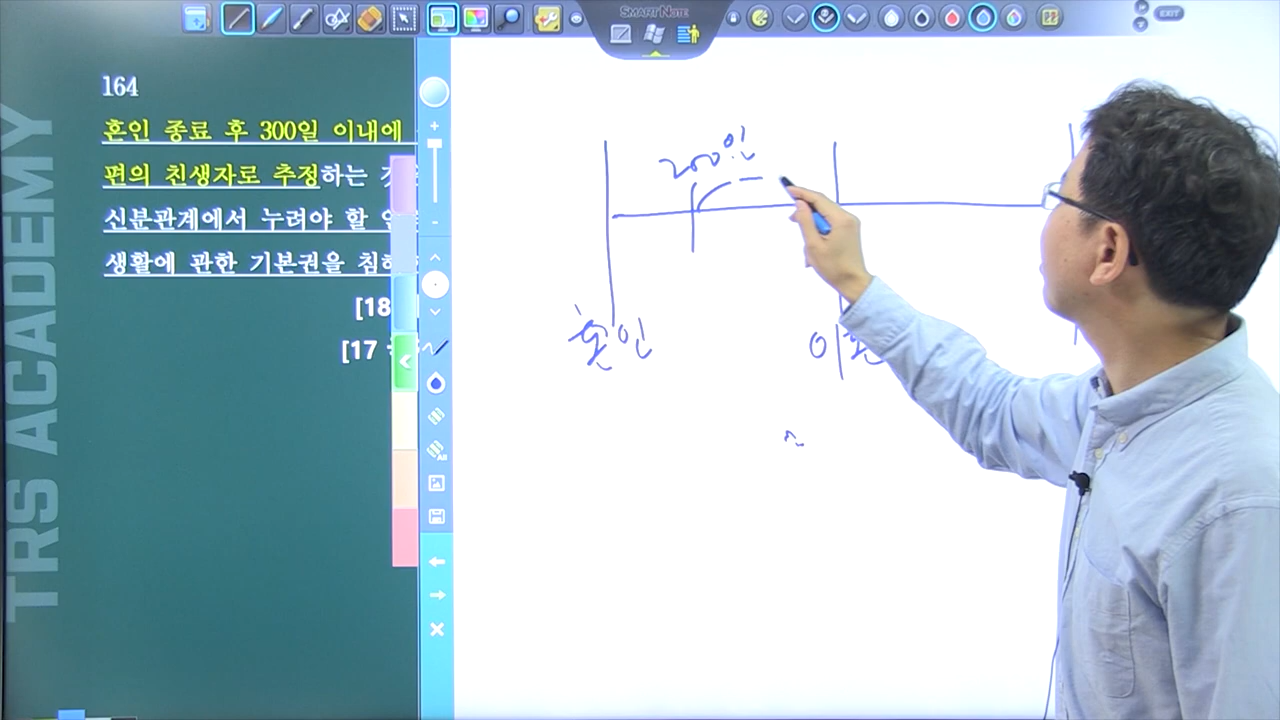 SMART NOTE
EXIT
All
TRS ACADEMY
164
혼인 종료 후 300일 이내에
편의 친생자로 추정하는
신분관계에서 누려야 할
생활에 관한 기본권을
[18
[17
200일
혼인
이혼